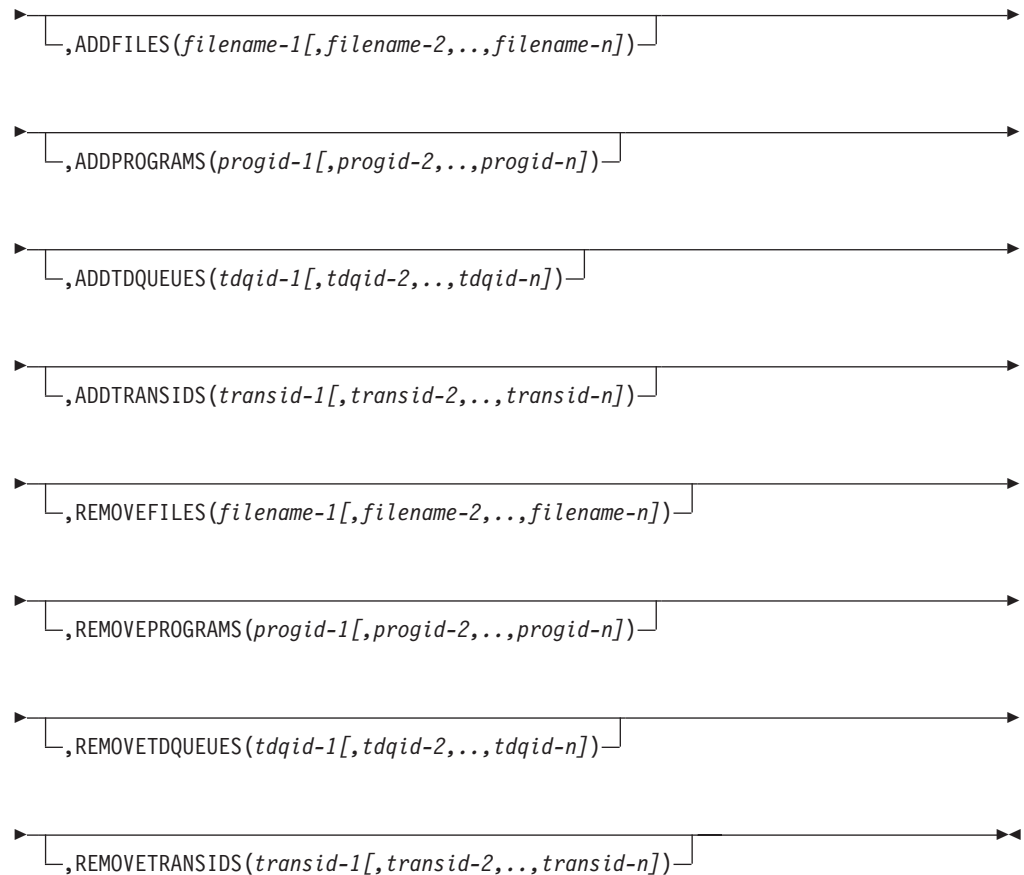 ,ADDFILES(filename-1[,filename-2,..,filename-n])
,ADDPROGRAMS(progid-1[,progid-2,..,progid-n])
,ADDTDQUEUES(tdqid-1[,tdqid-2,..,tdqid-n])
,ADDTRANSIDS(transid-1[,transid-2,..,transid-n])
,REMOVEFILES(filename-1[,filename-2,..,filename-n])
,REMOVEPROGRAMS(progid-1[,progid-2,..,progid-n])
,REMOVETDQUEUES(tdqid-1[,tdqid-2,..,tdqid-n])
,REMOVETRANSIDS(transid-1[,transid-2,..,transid-n])